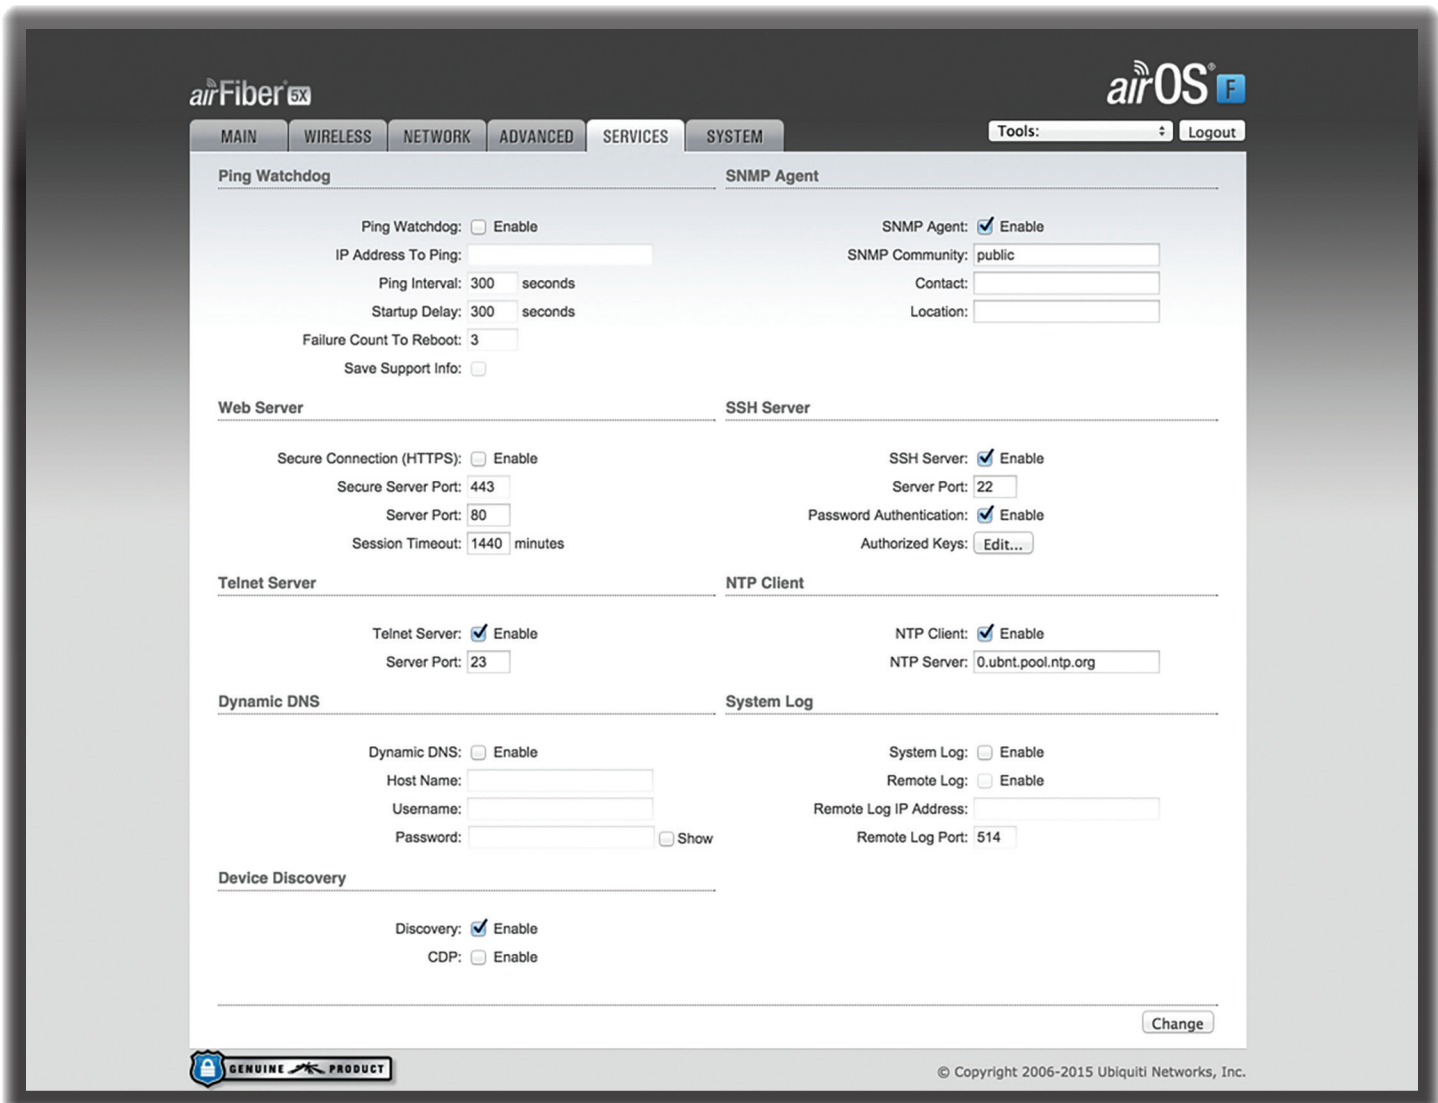 airFiber® 5X
airOS® F
MAIN WIRELESS NETWORK ADVANCED SERVICES SYSTEM
Tools: Logout
Ping Watchdog
Ping Watchdog: Enable
IP Address To Ping:
Ping Interval: 300 seconds
Startup Delay: 300 seconds
Failure Count To Reboot: 3
Save Support Info:
SNMP Agent
SNMP Agent: Enable
SNMP Community: public
Contact:
Location:
Web Server
Secure Connection (HTTPS): Enable
Secure Server Port: 443
Server Port: 80
Session Timeout: 1440 minutes
SSH Server
SSH Server: Enable
Server Port: 22
Password Authentication: Enable
Authorized Keys: Edit...
Telnet Server
Telnet Server: Enable
Server Port: 23
NTP Client
NTP Client: Enable
NTP Server: 0.ubnt.pool.ntp.org
Dynamic DNS
Dynamic DNS: Enable
Host Name:
Username:
Password: Show
System Log
System Log: Enable
Remote Log: Enable
Remote Log IP Address:
Remote Log Port: 514
Device Discovery
Discovery: Enable
CDP: Enable
Change
GENUINE PRODUCT
© Copyright 2006-2015 Ubiquiti Networks, Inc.